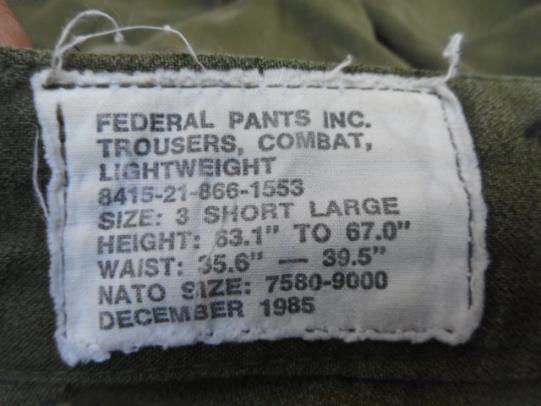 FEDERAL PANTS INC.
TROUSERS, COMBAT,
LIGHTWEIGHT
8415-21-866-1553
SIZE: 3 SHORT LARGE
HEIGHT: 63.1" TO 67.0"
WAIST: 35.6" — 39.5"
NATO SIZE: 7580-9000
DECEMBER 1985